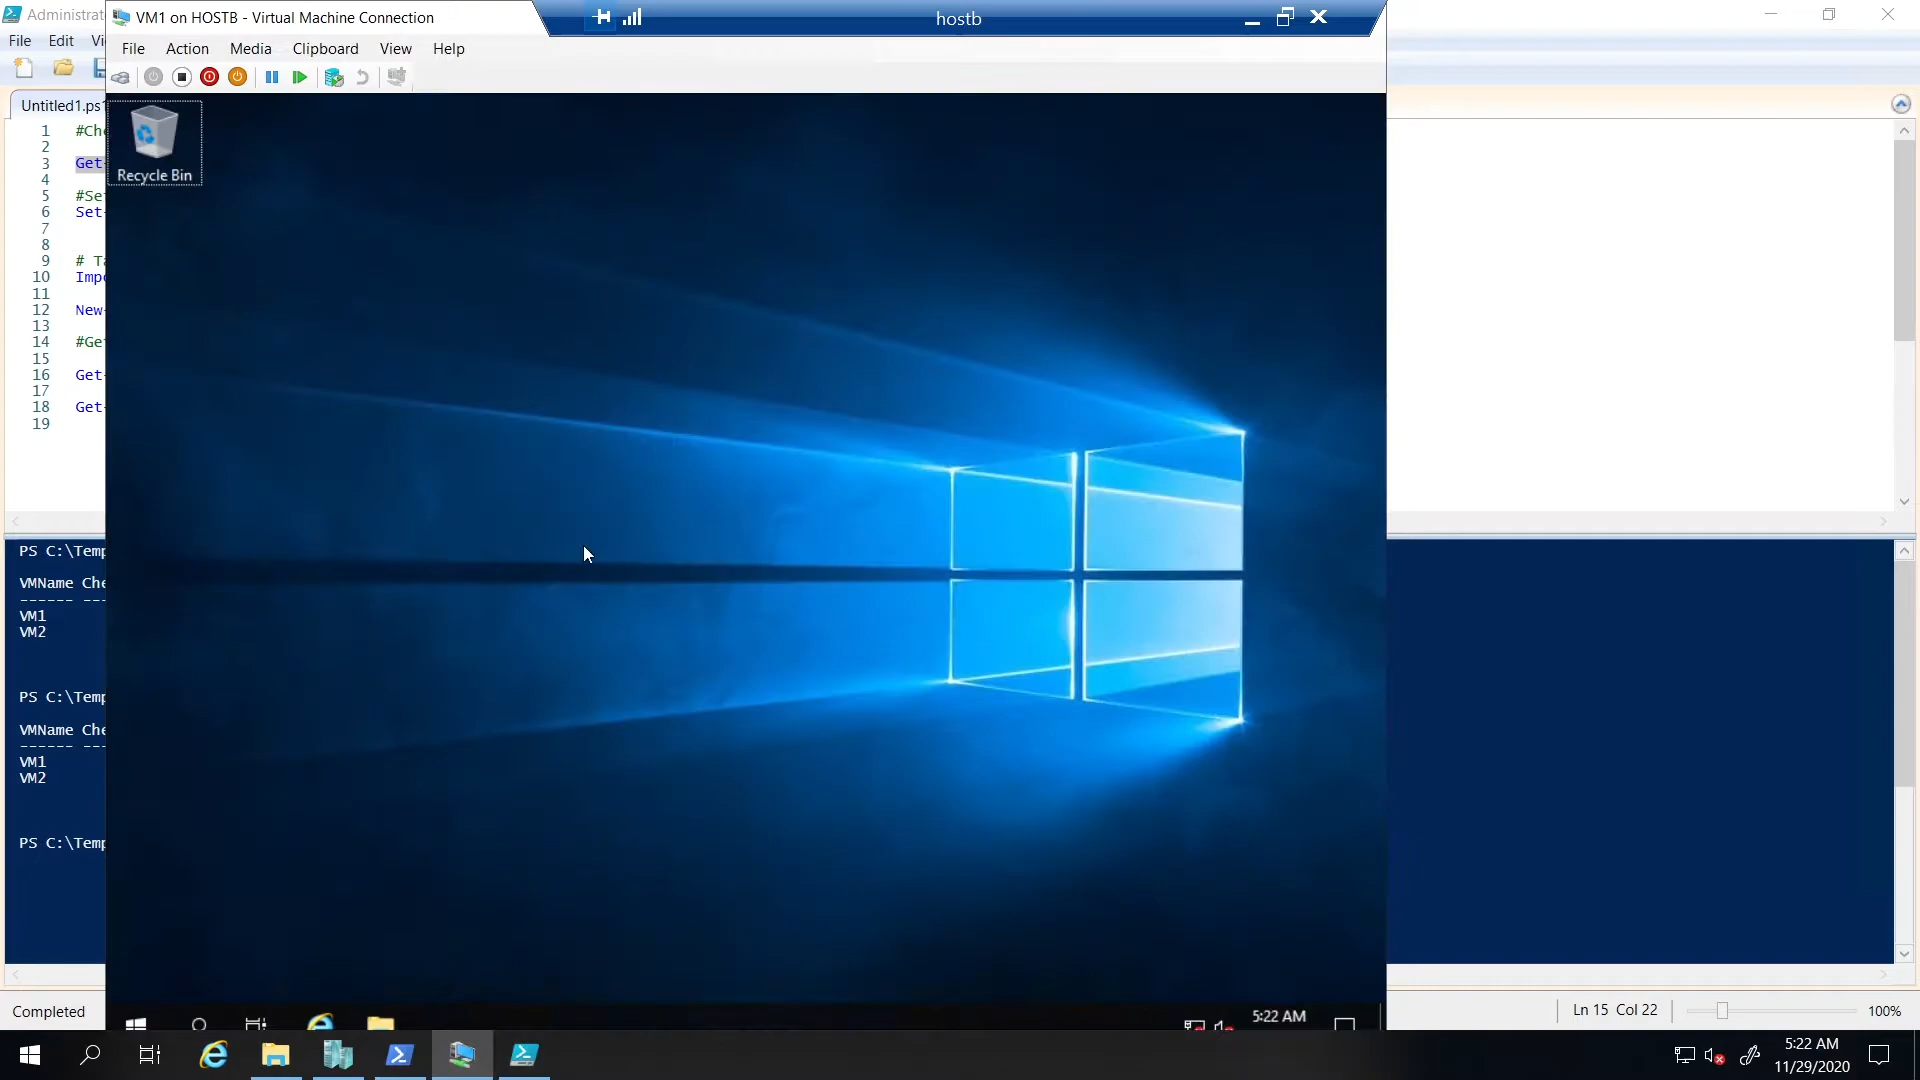 Administrat
VM1 on HOSTB - Virtual Machine Connection
hostb
File Edit Vi
File Action Media Clipboard View Help
Untitled1.ps1
Recycle Bin
1 #Che
2
3 Get-
4
5 #Se
6 Set-
7
8
9 # Ta
10 Impo
11
12 New-
13
14 #Ge
15
16 Get-
17
18 Get-
19
PS C:\Temp
VMName Che
------ ---
VM1
VM2
PS C:\Temp
VMName Che
------ ---
VM1
VM2
PS C:\Temp
5:22 AM
Completed
Ln 15 Col 22
100%
5:22 AM
11/29/2020